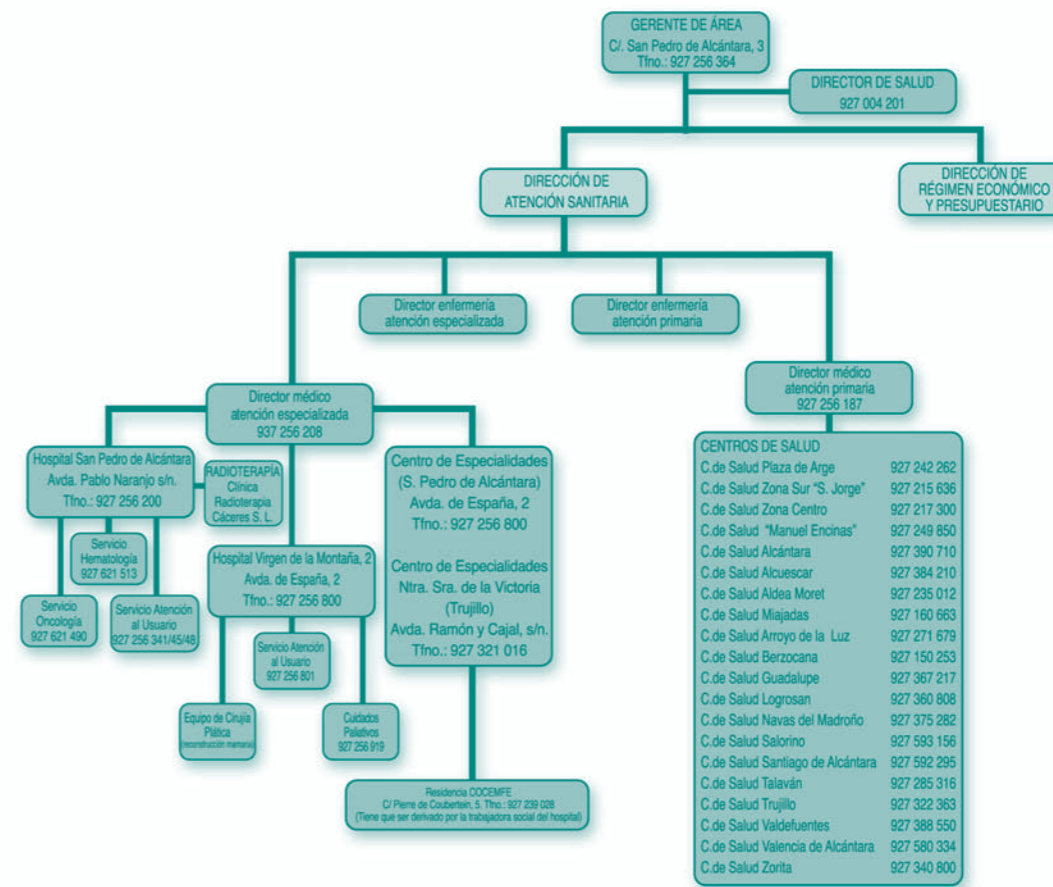 GERENTE DE ÁREA
C/. San Pedro de Alcántara, 3
Tfno.: 927 256 364
DIRECTOR DE SALUD
927 004 201
DIRECCIÓN DE
ATENCIÓN SANITARIA
DIRECCIÓN DE
RÉGIMEN ECONÓMICO
Y PRESUPUESTARIO
Director enfermería
atención especializada
Director enfermería
atención primaria
Director médico
atención especializada
937 256 208
Director médico
atención primaria
927 256 187
Hospital San Pedro de Alcántara
Avda. Pablo Naranjo s/n.
Tfno.: 927 256 200
RADIOTERAPÍA
Clínica
Radioterapia
Cáceres S. L.
Servicio
Hematología
927 621 513
Servicio
Oncología
927 621 490
Servicio Atención
al Usuario
927 256 341/45/48
Hospital Virgen de la Montaña, 2
Avda. de España, 2
Tfno.: 927 256 800
Servicio Atención
al Usuario
927 256 801
Equipo de Cirujía
Plática
(reconstrucción mamaria)
Cuidados
Paliativos
927 256 919
Centro de Especialidades
(S. Pedro de Alcántara)
Avda. de España, 2
Tfno.: 927 256 800
Centro de Especialidades
Ntra. Sra. de la Victoria
(Trujillo)
Avda. Ramón y Cajal, s/n.
Tfno.: 927 321 016
Residencia COCEMFE
C/ Pierre de Coubertein, 5. Tfno.: 927 239 028
(Tiene que ser derivado por la trabajadora social del hospital)
CENTROS DE SALUD
C.de Salud Plaza de Arge 927 242 262
C.de Salud Zona Sur "S. Jorge" 927 215 636
C.de Salud Zona Centro 927 217 300
C.de Salud "Manuel Encinas" 927 249 850
C.de Salud Alcántara 927 390 710
C.de Salud Alcuescar 927 384 210
C.de Salud Aldea Moret 927 235 012
C.de Salud Miajadas 927 160 663
C.de Salud Arroyo de la Luz 927 271 679
C.de Salud Berzocana 927 150 253
C.de Salud Guadalupe 927 367 217
C.de Salud Logrosan 927 360 808
C.de Salud Navas del Madroño 927 375 282
C.de Salud Salorino 927 593 156
C.de Salud Santiago de Alcántara 927 592 295
C.de Salud Talaván 927 285 316
C.de Salud Trujillo 927 322 363
C.de Salud Valdefuentes 927 388 550
C.de Salud Valencia de Alcántara 927 580 334
C.de Salud Zorita 927 340 800